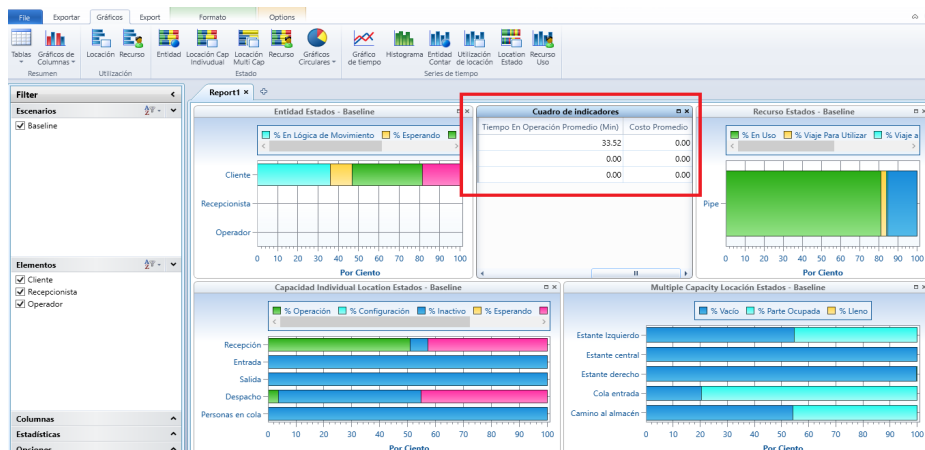 File Exportar Gráficos Export Formato Options
Tablas Gráficos de Columnas Locación Recurso Entidad Locación Cap Indivudual Locación Multi Cap Recurso Gráficos Circulares Gráfico de tiempo Histograma Entidad Contar Utilización de locación Location Estado Recurso Uso
Resumen Utilización Estado Series de tiempo
Filter
Report1
Escenarios
Baseline
Entidad Estados - Baseline
% En Lógica de Movimiento % Esperando
Cliente
Recepcionista
Operador
0 10 20 30 40 50 60 70 80 90 100
Por Ciento
Cuadro de indicadores
Tiempo En Operación Promedio (Min) Costo Promedio
33.52 0.00
0.00 0.00
0.00 0.00
Recurso Estados - Baseline
% En Uso % Viaje Para Utilizar % Viaje a
Pipe
0 10 20 30 40 50 60 70 80 90 100
Por Ciento
Elementos
Cliente
Recepcionista
Operador
Capacidad Individual Location Estados - Baseline
% Operación % Configuración % Inactivo % Esperando
Recepción
Entrada
Salida
Despacho
Personas en cola
0 10 20 30 40 50 60 70 80 90 100
Por Ciento
Multiple Capacity Locación Estados - Baseline
% Vacío % Parte Ocupada % Lleno
Estante Izquierdo
Estante central
Estante derecho
Cola entrada
Camino al almacén
0 10 20 30 40 50 60 70 80 90 100
Por Ciento
Columnas
Estadísticas
Opciones